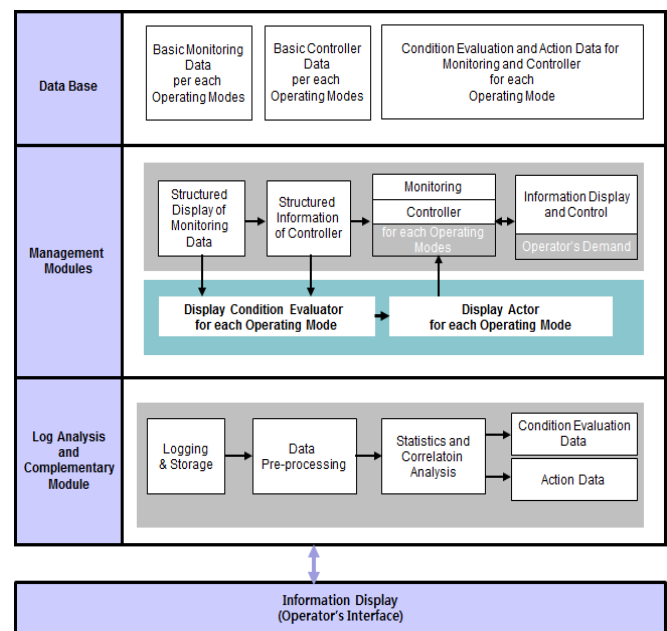 Data Base
Basic Monitoring
Data
per each
Operating Modes
Basic Controller
Data
per each
Operating Modes
Condition Evaluation and Action Data for
Monitoring and Controller
for each
Operating Mode
Management
Modules
Structured
Display of
Monitoring
Data
Structured
Information
of Controller
Monitoring
Controller
for each Operating
Modes
Information Display
and Control
Operator's Demand
Display Condition Evaluator
for each Operating Mode
Display Actor
for each Operating Mode
Log Analysis
and
Complementary
Module
Logging
& Storage
Data
Pre-processing
Statistics and
Correlatoin
Analysis
Condition Evaluation
Data
Action Data
Information Display
(Operator's Interface)